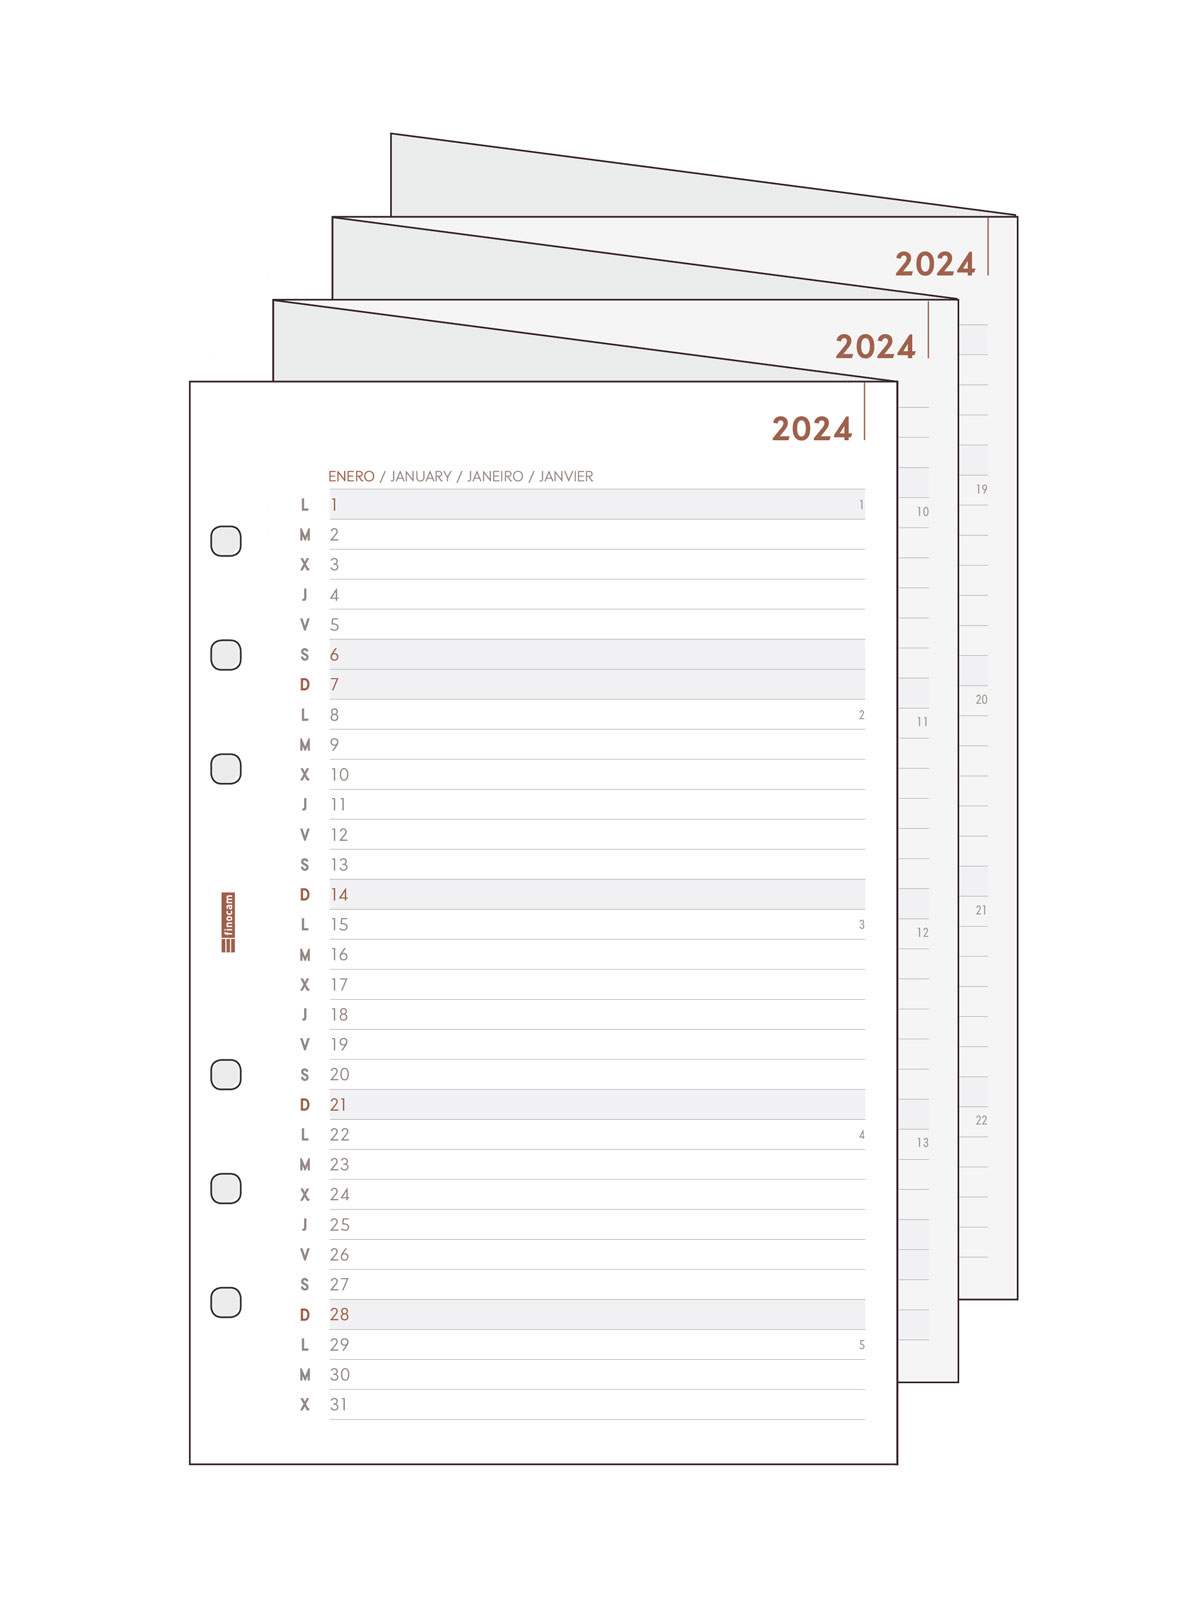 2024
2024
2024
ENERO / JANUARY / JANEIRO / JANVIER
L 1 1
M 2
X 3
J 4
V 5
S 6
D 7
L 8 2
M 9
X 10
J 11
V 12
S 13
D 14
L 15 3
M 16
X 17
J 18
V 19
S 20
D 21
L 22 4
M 23
X 24
J 25
V 26
S 27
D 28
L 29 5
M 30
X 31
finocam
10
11
12
13
19
20
21
22